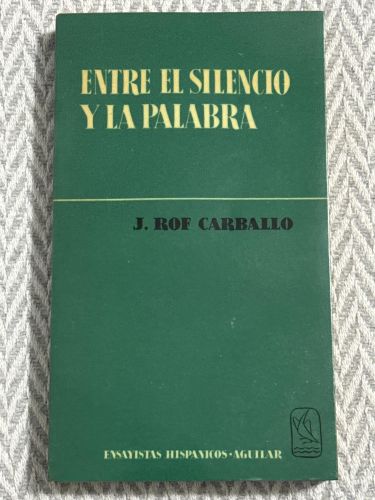 ENTRE EL SILENCIO
Y LA PALABRA
J. ROF CARBALLO
ENSAYISTAS HISPANICOS · AGUILAR